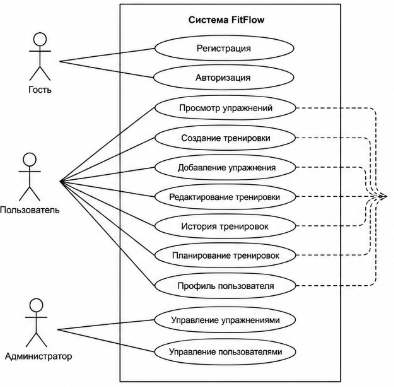 Система FitFlow
Регистрация
Авторизация
Гость
Просмотр упражнений
Создание тренировки
Добавление упражнения
Редактирование тренировки
История тренировок
Планирование тренировок
Профиль пользователя
Пользователь
Управление упражнениями
Управление пользователями
Администратор